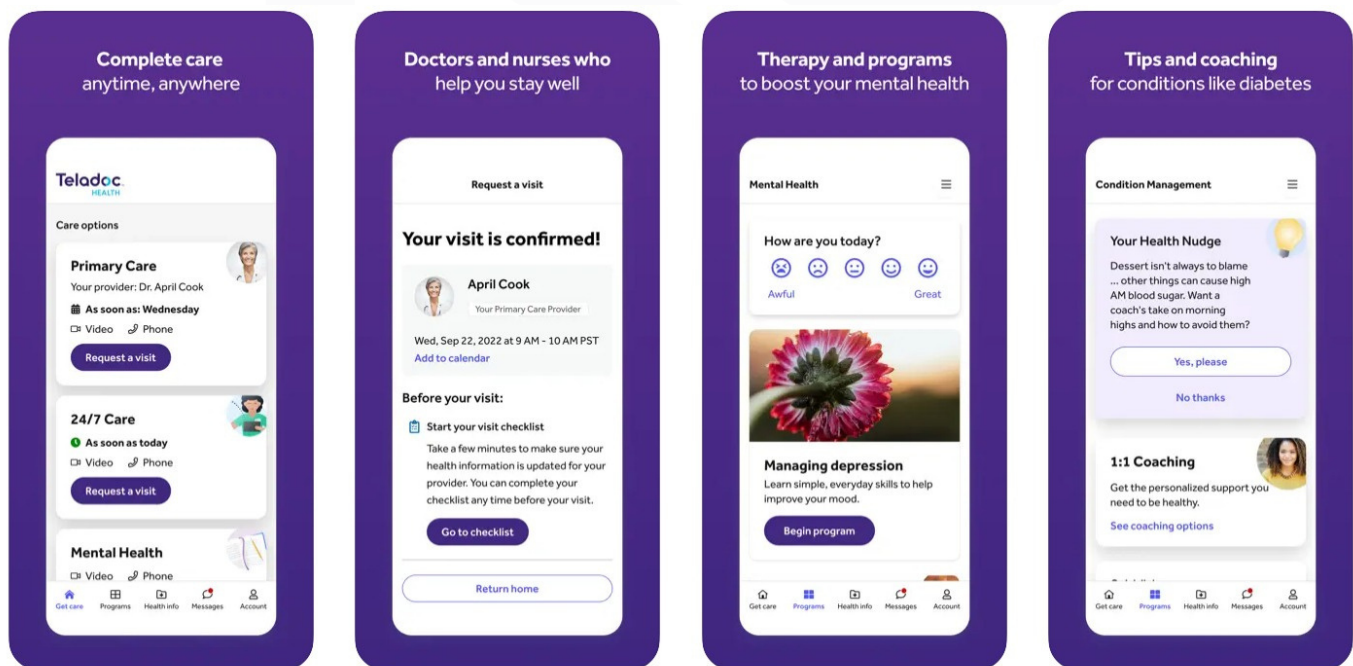 Complete care
anytime, anywhere
Teladoc
HEALTH
Care options
Primary Care
Your provider: Dr. April Cook
As soon as: Wednesday
Video Phone
Request a visit
24/7 Care
As soon as today
Video Phone
Request a visit
Mental Health
Video Phone
Get care Programs Health info Messages Account
Doctors and nurses who
help you stay well
Request a visit
Your visit is confirmed!
April Cook
Your Primary Care Provider
Wed, Sep 22, 2022 at 9 AM - 10 AM PST
Add to calendar
Before your visit:
Start your visit checklist
Take a few minutes to make sure your
health information is updated for your
provider. You can complete your
checklist any time before your visit.
Go to checklist
Return home
Therapy and programs
to boost your mental health
Mental Health
How are you today?
Awful Great
Managing depression
Learn simple, everyday skills to help
improve your mood.
Begin program
Get care Programs Health info Messages Account
Tips and coaching
for conditions like diabetes
Condition Management
Your Health Nudge
Dessert isn't always to blame
... other things can cause high
AM blood sugar. Want a
coach's take on morning
highs and how to avoid them?
Yes, please
No thanks
1:1 Coaching
Get the personalized support you
need to be healthy.
See coaching options
Get care Programs Health info Messages Account